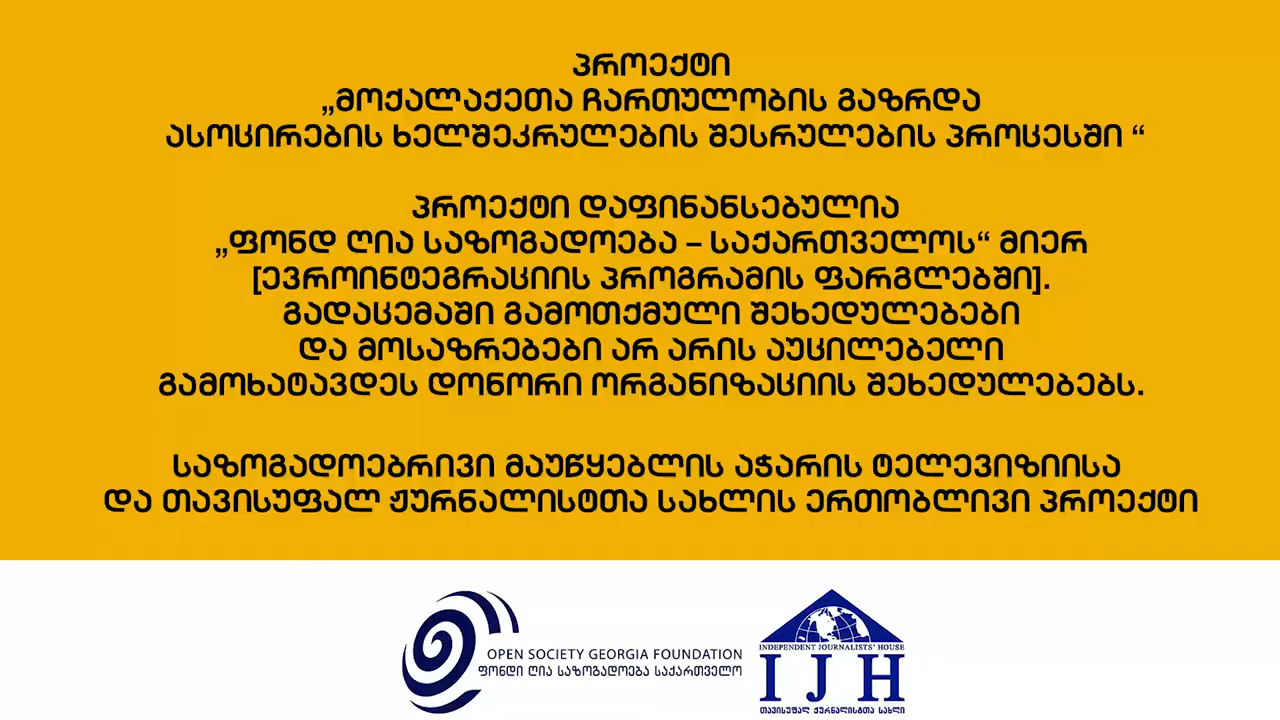 პროექტი
„მოქალაქეთა ჩართულობის გაზრდა
ასოცირების ხელშეკრულების შესრულების პროცესში “
პროექტი დაფინანსებულია
„ფონდ ღია საზოგადოება – საქართველოს“ მიერ
[ევროინტეგრაციის პროგრამის ფარგლებში].
გადაცემაში გამოთქმული შეხედულებები
და მოსაზრებები არ არის აუცილებელი
გამოხატავდეს დონორი ორგანიზაციის შეხედულებებს.
საზოგადოებრივი მაუწყებლის აჭარის ტელევიზიისა
და თავისუფალ ჟურნალისტთა სახლის ერთობლივი პროექტი
OPEN SOCIETY GEORGIA FOUNDATION
ფონდი ღია საზოგადოება საქართველო
INDEPENDENT JOURNALISTS' HOUSE
IJH
თავისუფალ ჟურნალისტთა სახლი